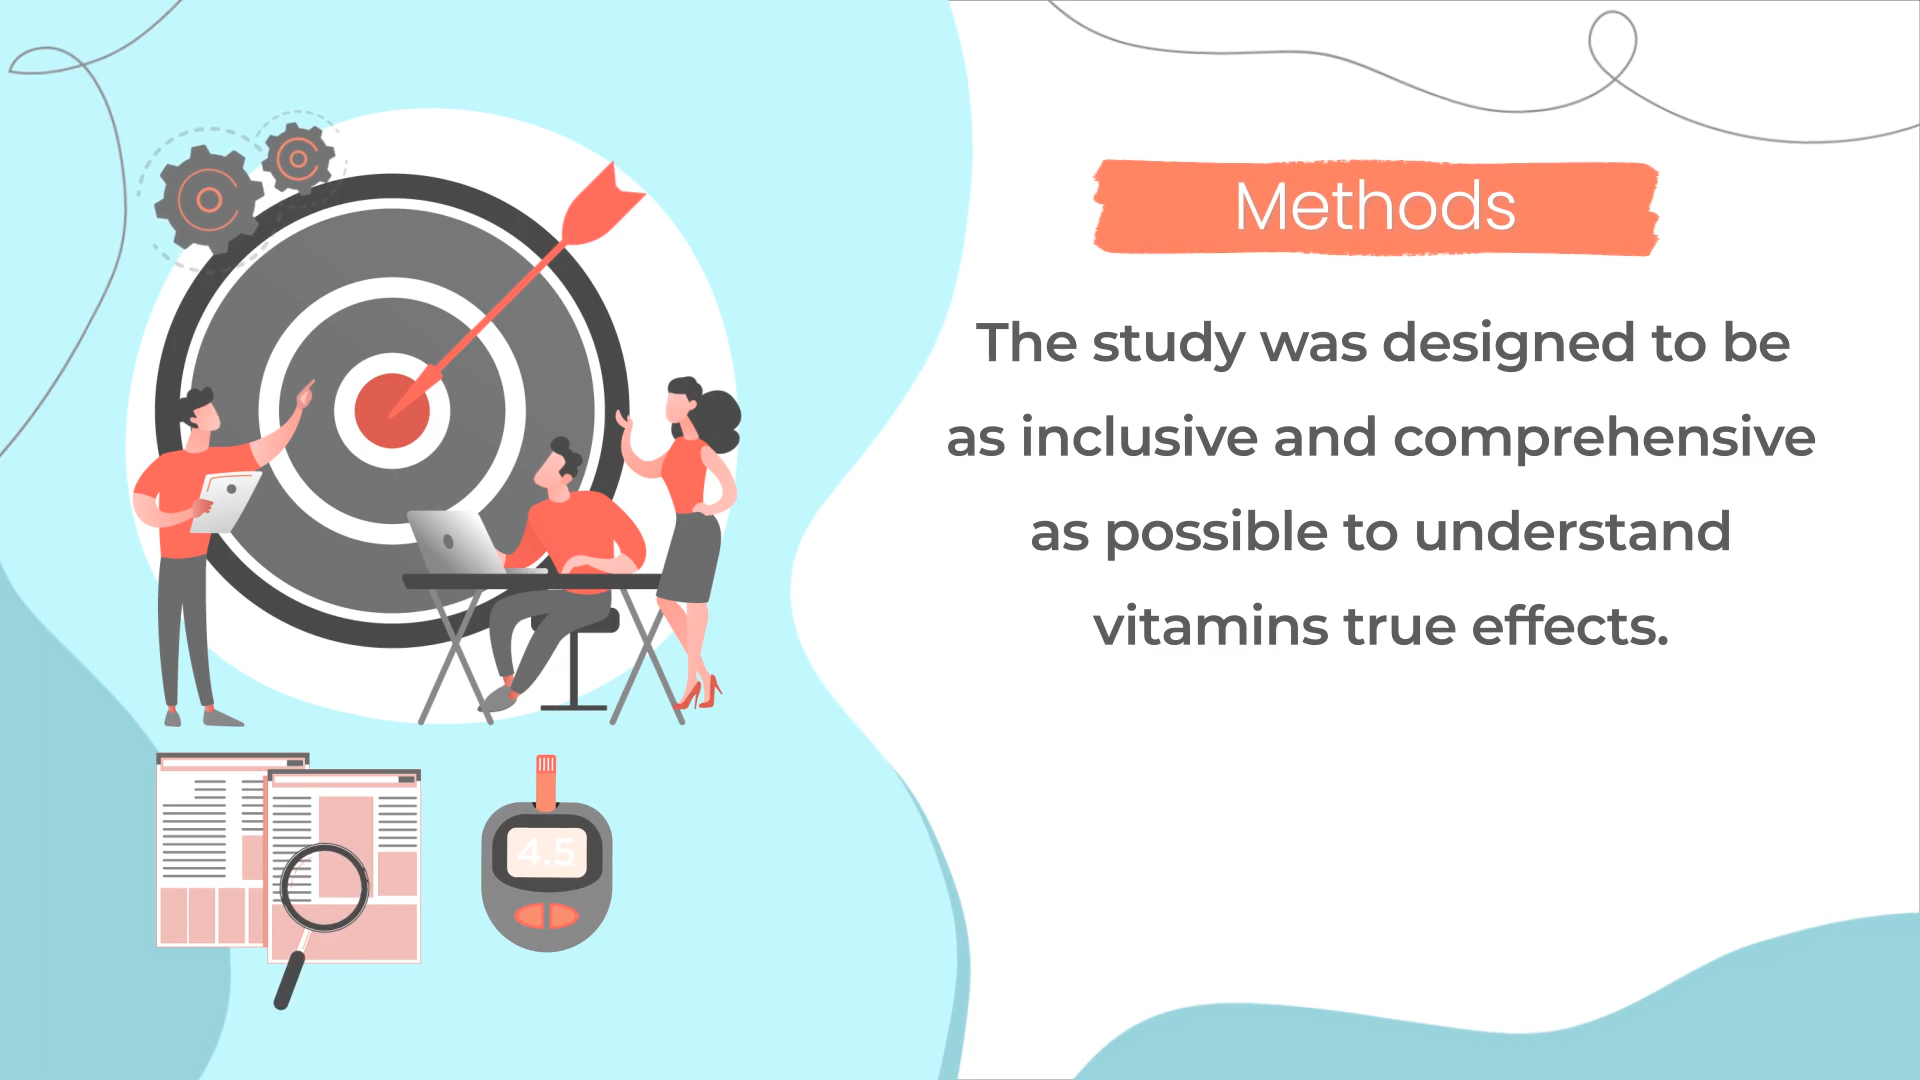 Methods
The study was designed to be
as inclusive and comprehensive
as possible to understand
vitamins true effects.
4.5